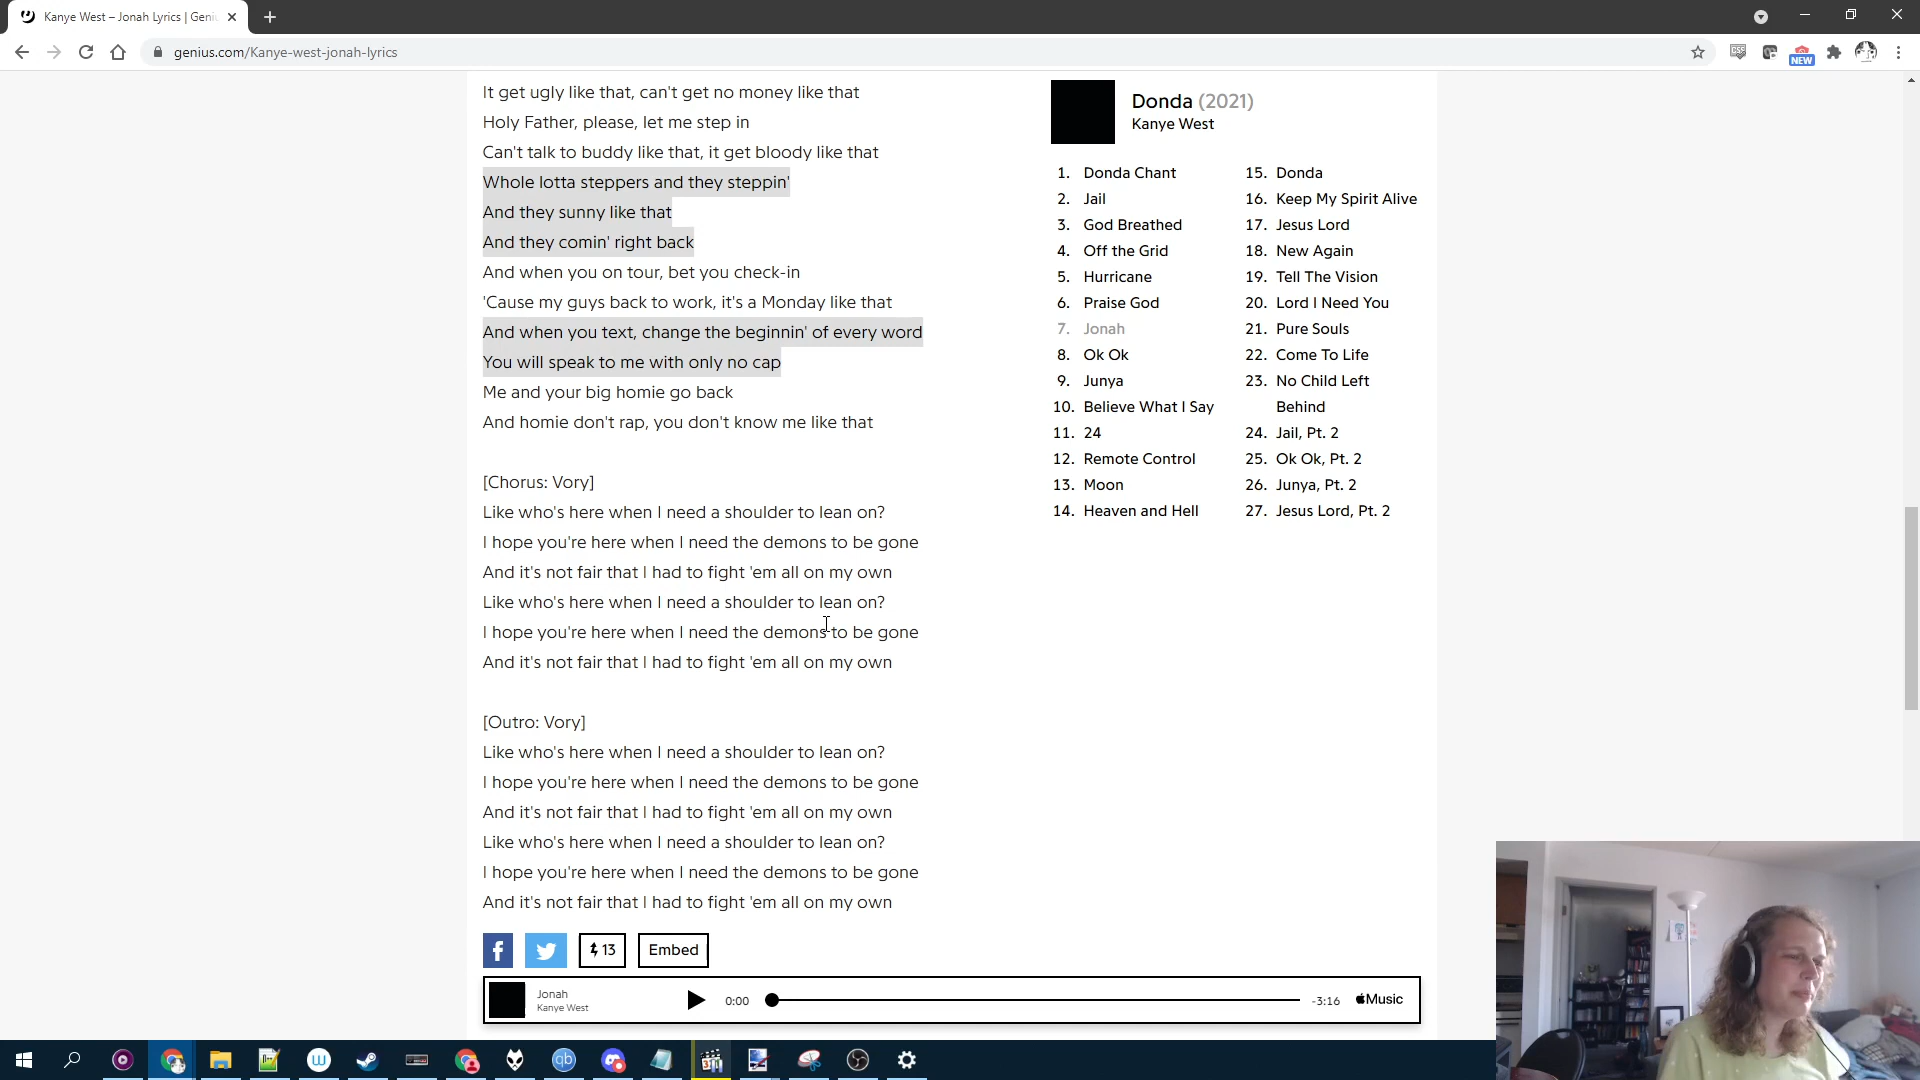 Kanye West – Jonah Lyrics | Geni
genius.com/Kanye-west-jonah-lyrics
NEW
It get ugly like that, can't get no money like that
Holy Father, please, let me step in
Can't talk to buddy like that, it get bloody like that
Whole lotta steppers and they steppin'
And they sunny like that
And they comin' right back
And when you on tour, bet you check-in
'Cause my guys back to work, it's a Monday like that
And when you text, change the beginnin' of every word
You will speak to me with only no cap
Me and your big homie go back
And homie don't rap, you don't know me like that
[Chorus: Vory]
Like who's here when I need a shoulder to lean on?
I hope you're here when I need the demons to be gone
And it's not fair that I had to fight 'em all on my own
Like who's here when I need a shoulder to lean on?
I hope you're here when I need the demons to be gone
And it's not fair that I had to fight 'em all on my own
[Outro: Vory]
Like who's here when I need a shoulder to lean on?
I hope you're here when I need the demons to be gone
And it's not fair that I had to fight 'em all on my own
Like who's here when I need a shoulder to lean on?
I hope you're here when I need the demons to be gone
And it's not fair that I had to fight 'em all on my own
13
Embed
Jonah
Kanye West
0:00
-3:16
Music
Donda (2021)
Kanye West
1. Donda Chant
2. Jail
3. God Breathed
4. Off the Grid
5. Hurricane
6. Praise God
7. Jonah
8. Ok Ok
9. Junya
10. Believe What I Say
11. 24
12. Remote Control
13. Moon
14. Heaven and Hell
15. Donda
16. Keep My Spirit Alive
17. Jesus Lord
18. New Again
19. Tell The Vision
20. Lord I Need You
21. Pure Souls
22. Come To Life
23. No Child Left
Behind
24. Jail, Pt. 2
25. Ok Ok, Pt. 2
26. Junya, Pt. 2
27. Jesus Lord, Pt. 2